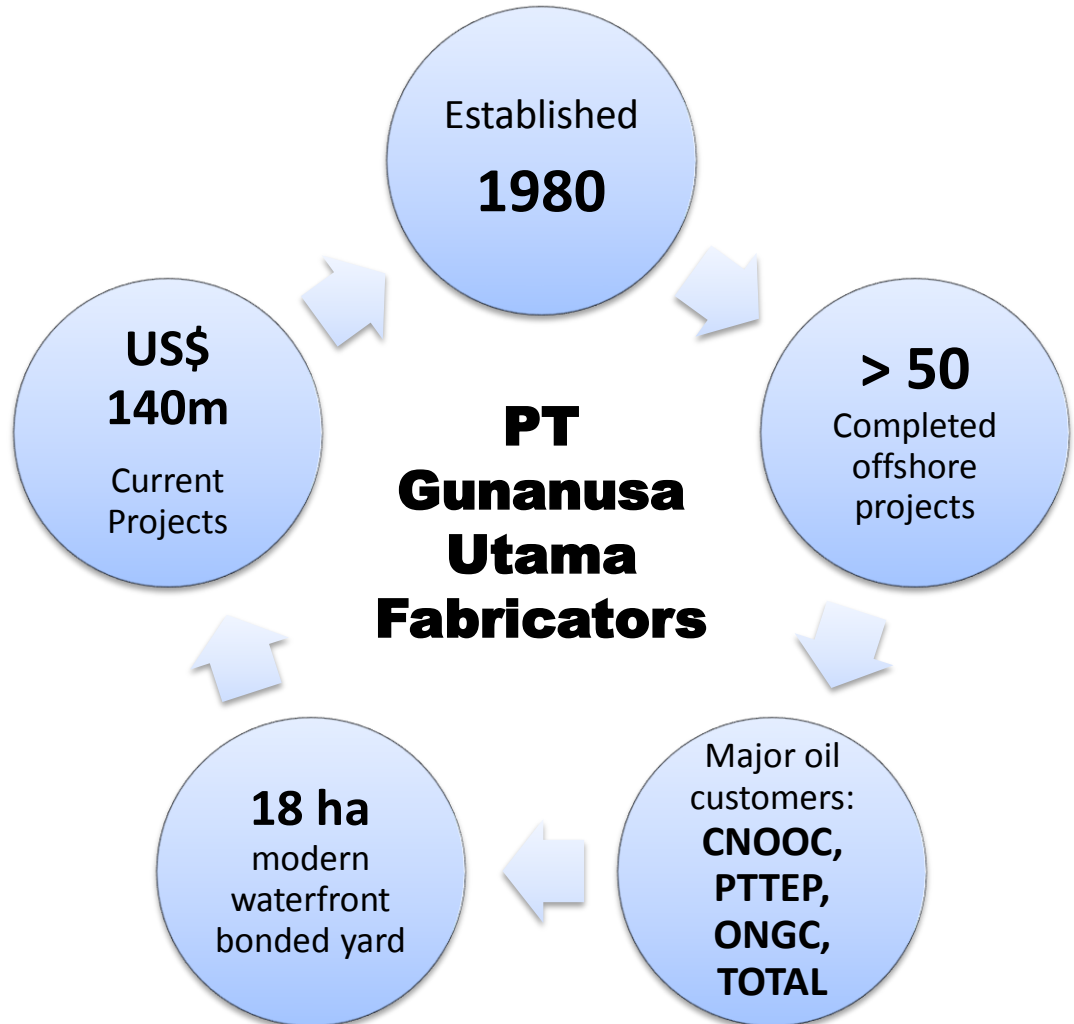 Established
1980
> 50
Completed
offshore
projects
Major oil
customers:
CNOOC,
PTTEP,
ONGC,
TOTAL
18 ha
modern
waterfront
bonded yard
US$
140m
Current
Projects
PT
Gunanusa
Utama
Fabricators